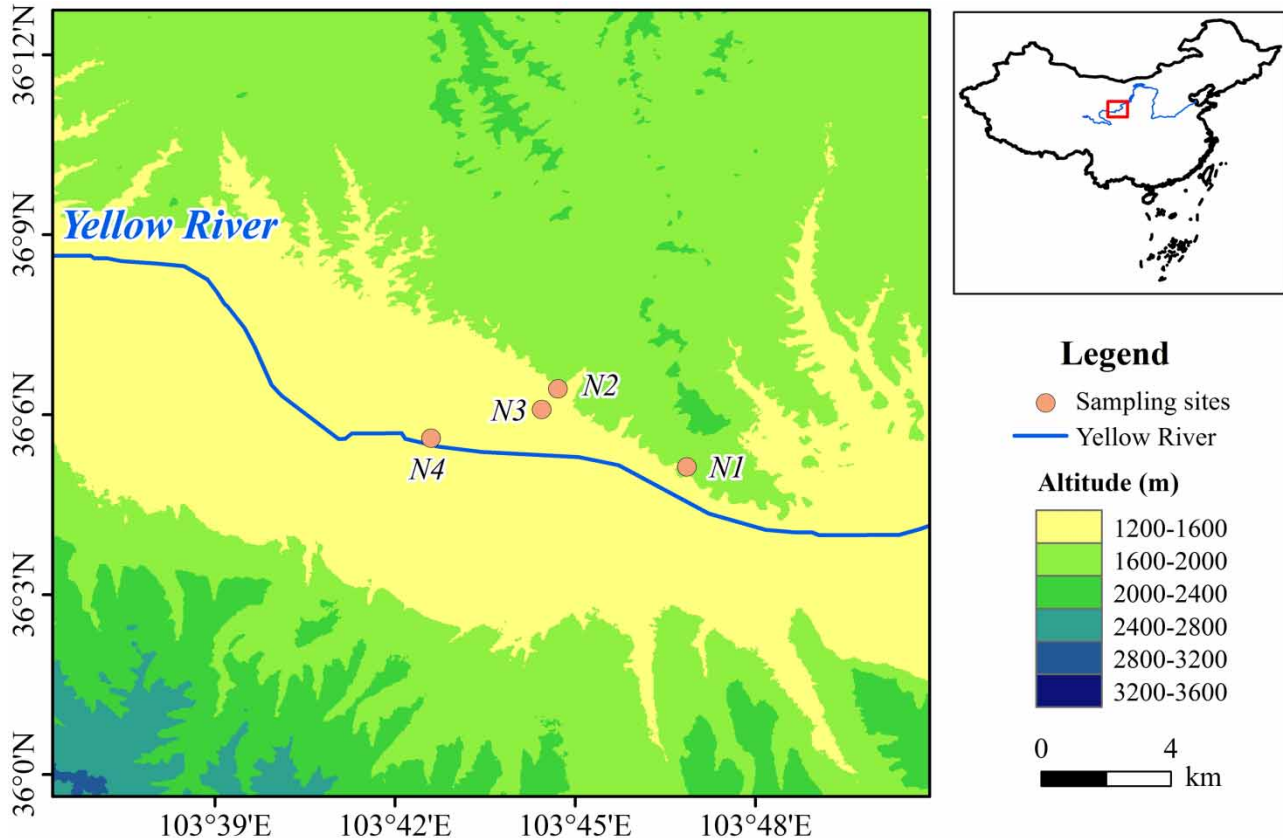 36°12'N
36°9'N
36°6'N
36°3'N
36°0'N
Yellow River
N2
N3
N4
N1
103°39'E
103°42'E
103°45'E
103°48'E
Legend
Sampling sites
Yellow River
Altitude (m)
1200-1600
1600-2000
2000-2400
2400-2800
2800-3200
3200-3600
0 4
km